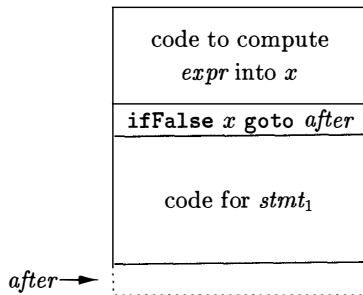 code to compute
expr into x
ifFalse x goto after
code for stmt₁
after